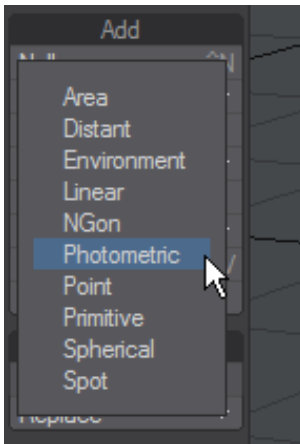 Add
Area
Distant
Environment
Linear
NGon
Photometric
Point
Primitive
Spherical
Spot